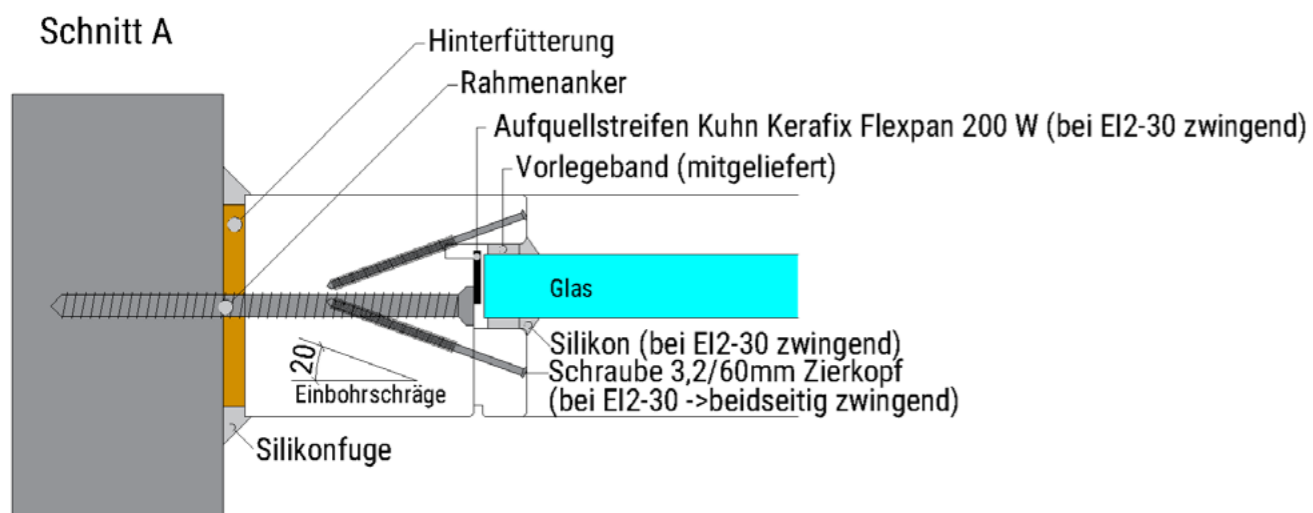 Schnitt A
Hinterfütterung
Rahmenanker
Aufquellstreifen Kuhn Kerafix Flexpan 200 W (bei EI2-30 zwingend)
Vorlegeband (mitgeliefert)
Glas
Silikon (bei EI2-30 zwingend)
20
Schraube 3,2/60mm Zierkopf
Einbohrschräge
(bei EI2-30 ->beidseitig zwingend)
Silikonfuge